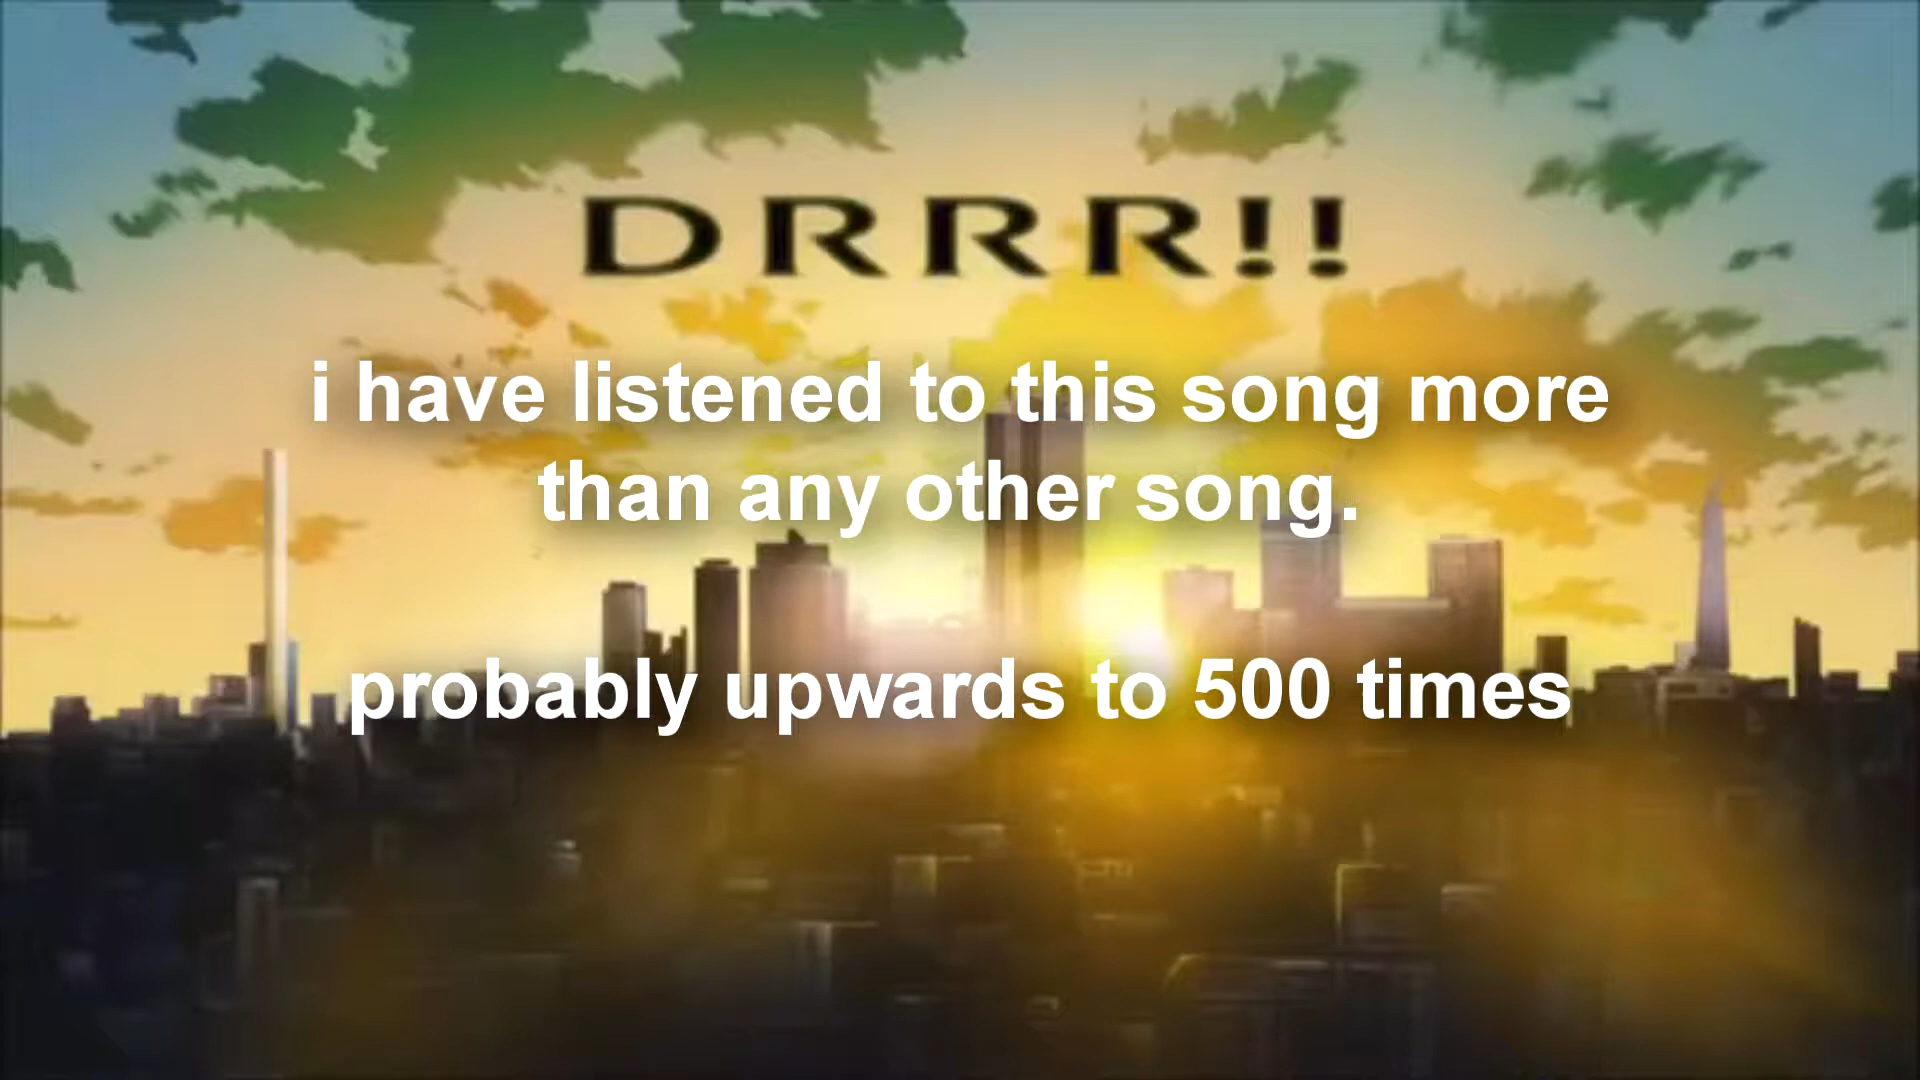 DRRR!!
i have listened to this song more
than any other song.
probably upwards to 500 times